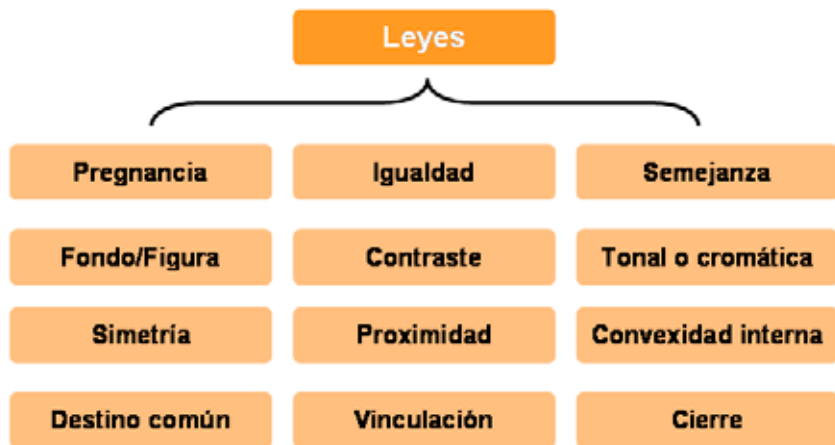 Leyes
Pregnancia
Igualdad
Semejanza
Fondo/Figura
Contraste
Tonal o cromática
Simetría
Proximidad
Convexidad interna
Destino común
Vinculación
Cierre